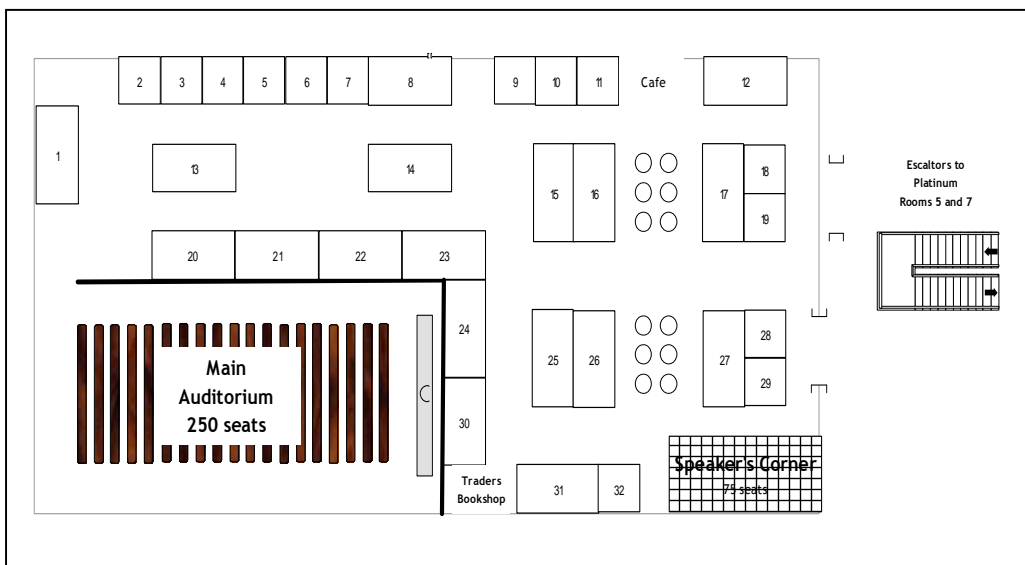 2 3 4 5 6 7 8 9 10 11 Cafe 12
1
13 14 15 16 17 18
19
Escaltors to
Platinum
Rooms 5 and 7
20 21 22 23
24 25 26 27 28
29
Main
Auditorium
250 seats
30
Traders
Bookshop
31 32
Speaker's Corner
75 seats